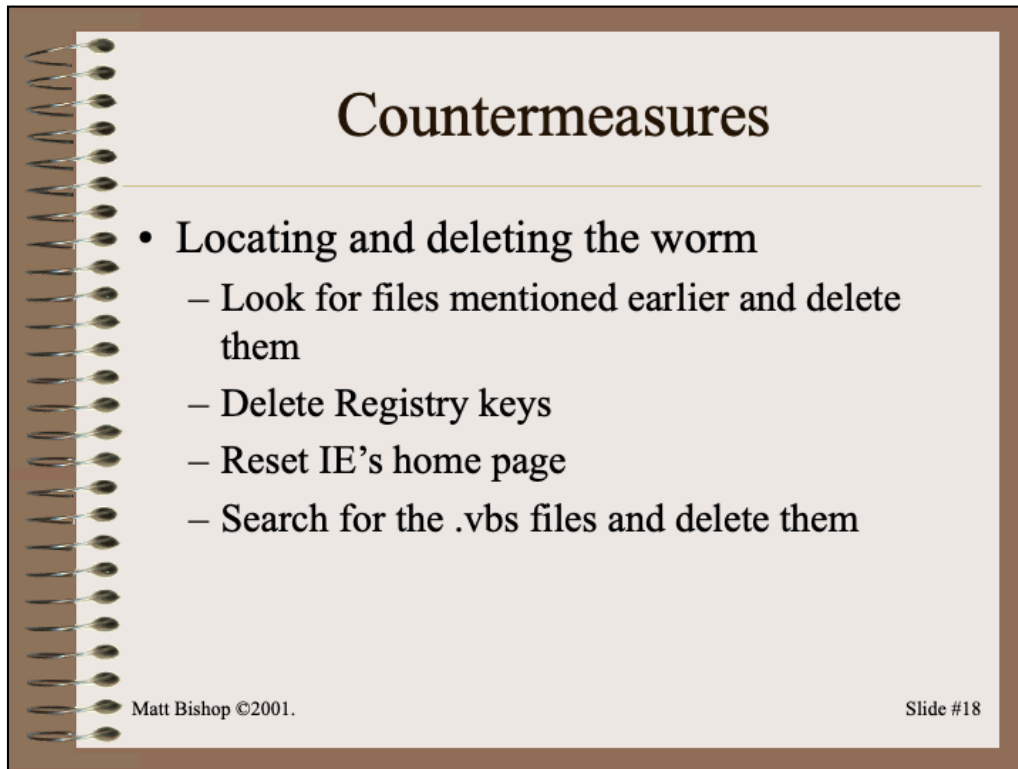 Countermeasures
• Locating and deleting the worm
– Look for files mentioned earlier and delete
them
– Delete Registry keys
– Reset IE’s home page
– Search for the .vbs files and delete them
Matt Bishop ©2001.
Slide #18